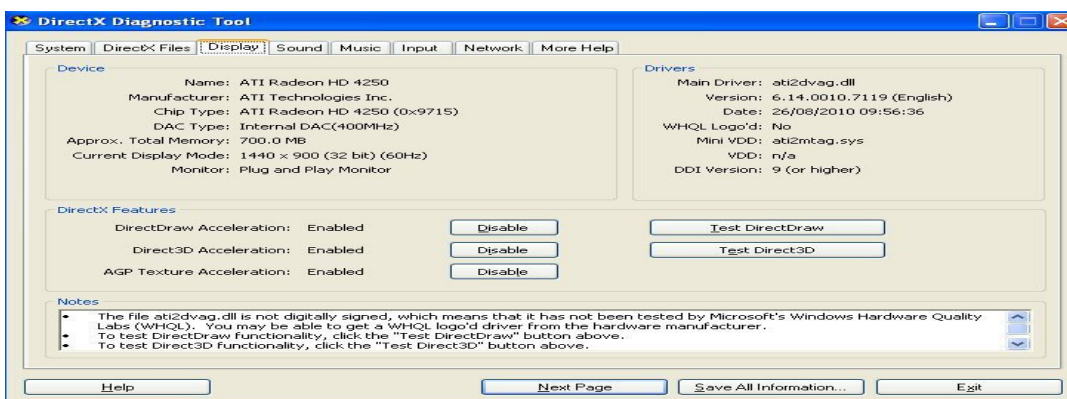 DirectX Diagnostic Tool
System DirectX Files Display Sound Music Input Network More Help
Device
Name: ATI Radeon HD 4250
Manufacturer: ATI Technologies Inc.
Chip Type: ATI Radeon HD 4250 (0x9715)
DAC Type: Internal DAC(400MHz)
Approx. Total Memory: 700.0 MB
Current Display Mode: 1440 x 900 (32 bit) (60Hz)
Monitor: Plug and Play Monitor
Drivers
Main Driver: ati2dvag.dll
Version: 6.14.0010.7119 (English)
Date: 26/08/2010 09:56:36
WHQL Logo'd: No
Mini VDD: ati2mtag.sys
VDD: n/a
DDI Version: 9 (or higher)
DirectX Features
DirectDraw Acceleration: Enabled Disable Test DirectDraw
Direct3D Acceleration: Enabled Disable Test Direct3D
AGP Texture Acceleration: Enabled Disable
Notes
• The file ati2dvag.dll is not digitally signed, which means that it has not been tested by Microsoft's Windows Hardware Quality
Labs (WHQL). You may be able to get a WHQL logo'd driver from the hardware manufacturer.
• To test DirectDraw functionality, click the "Test DirectDraw" button above.
• To test Direct3D functionality, click the "Test Direct3D" button above.
Help Next Page Save All Information... Exit